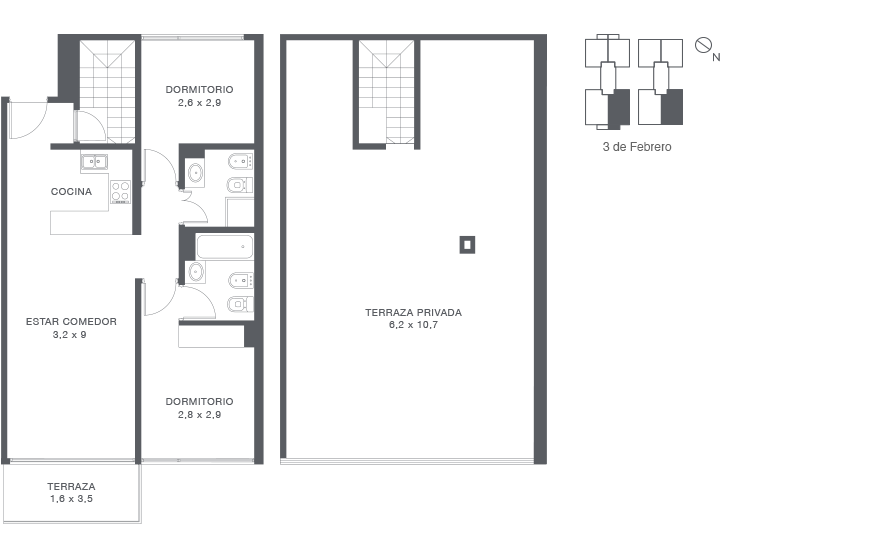 DORMITORIO
2,6 x 2,9
COCINA
ESTAR COMEDOR
3,2 x 9
DORMITORIO
2,8 x 2,9
TERRAZA
1,6 x 3,5
TERRAZA PRIVADA
6,2 x 10,7
N
3 de Febrero